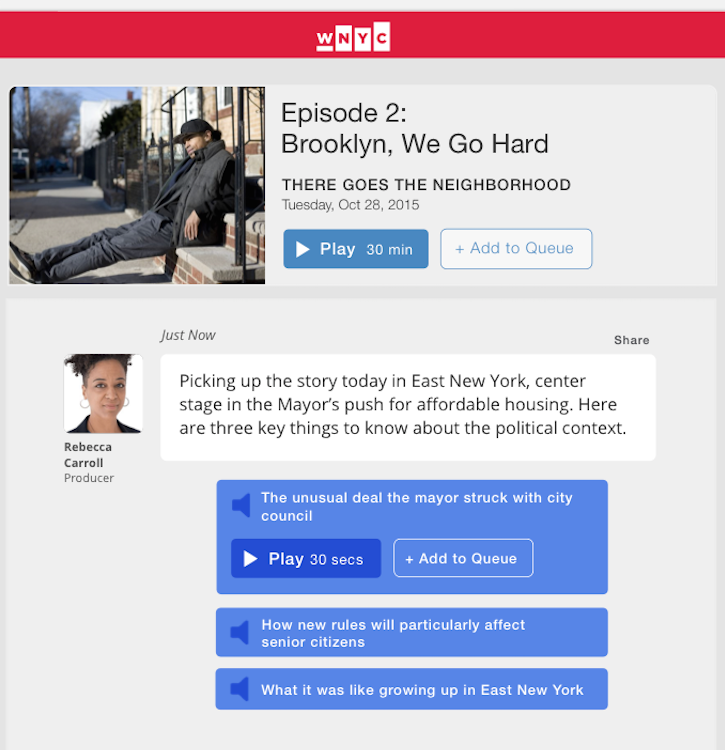 WNYC
Episode 2:
Brooklyn, We Go Hard
THERE GOES THE NEIGHBORHOOD
Tuesday, Oct 28, 2015
Play 30 min
+ Add to Queue
Just Now
Share
Picking up the story today in East New York, center
stage in the Mayor’s push for affordable housing. Here
are three key things to know about the political context.
Rebecca
Carroll
Producer
The unusual deal the mayor struck with city
council
Play 30 secs
+ Add to Queue
How new rules will particularly affect
senior citizens
What it was like growing up in East New York